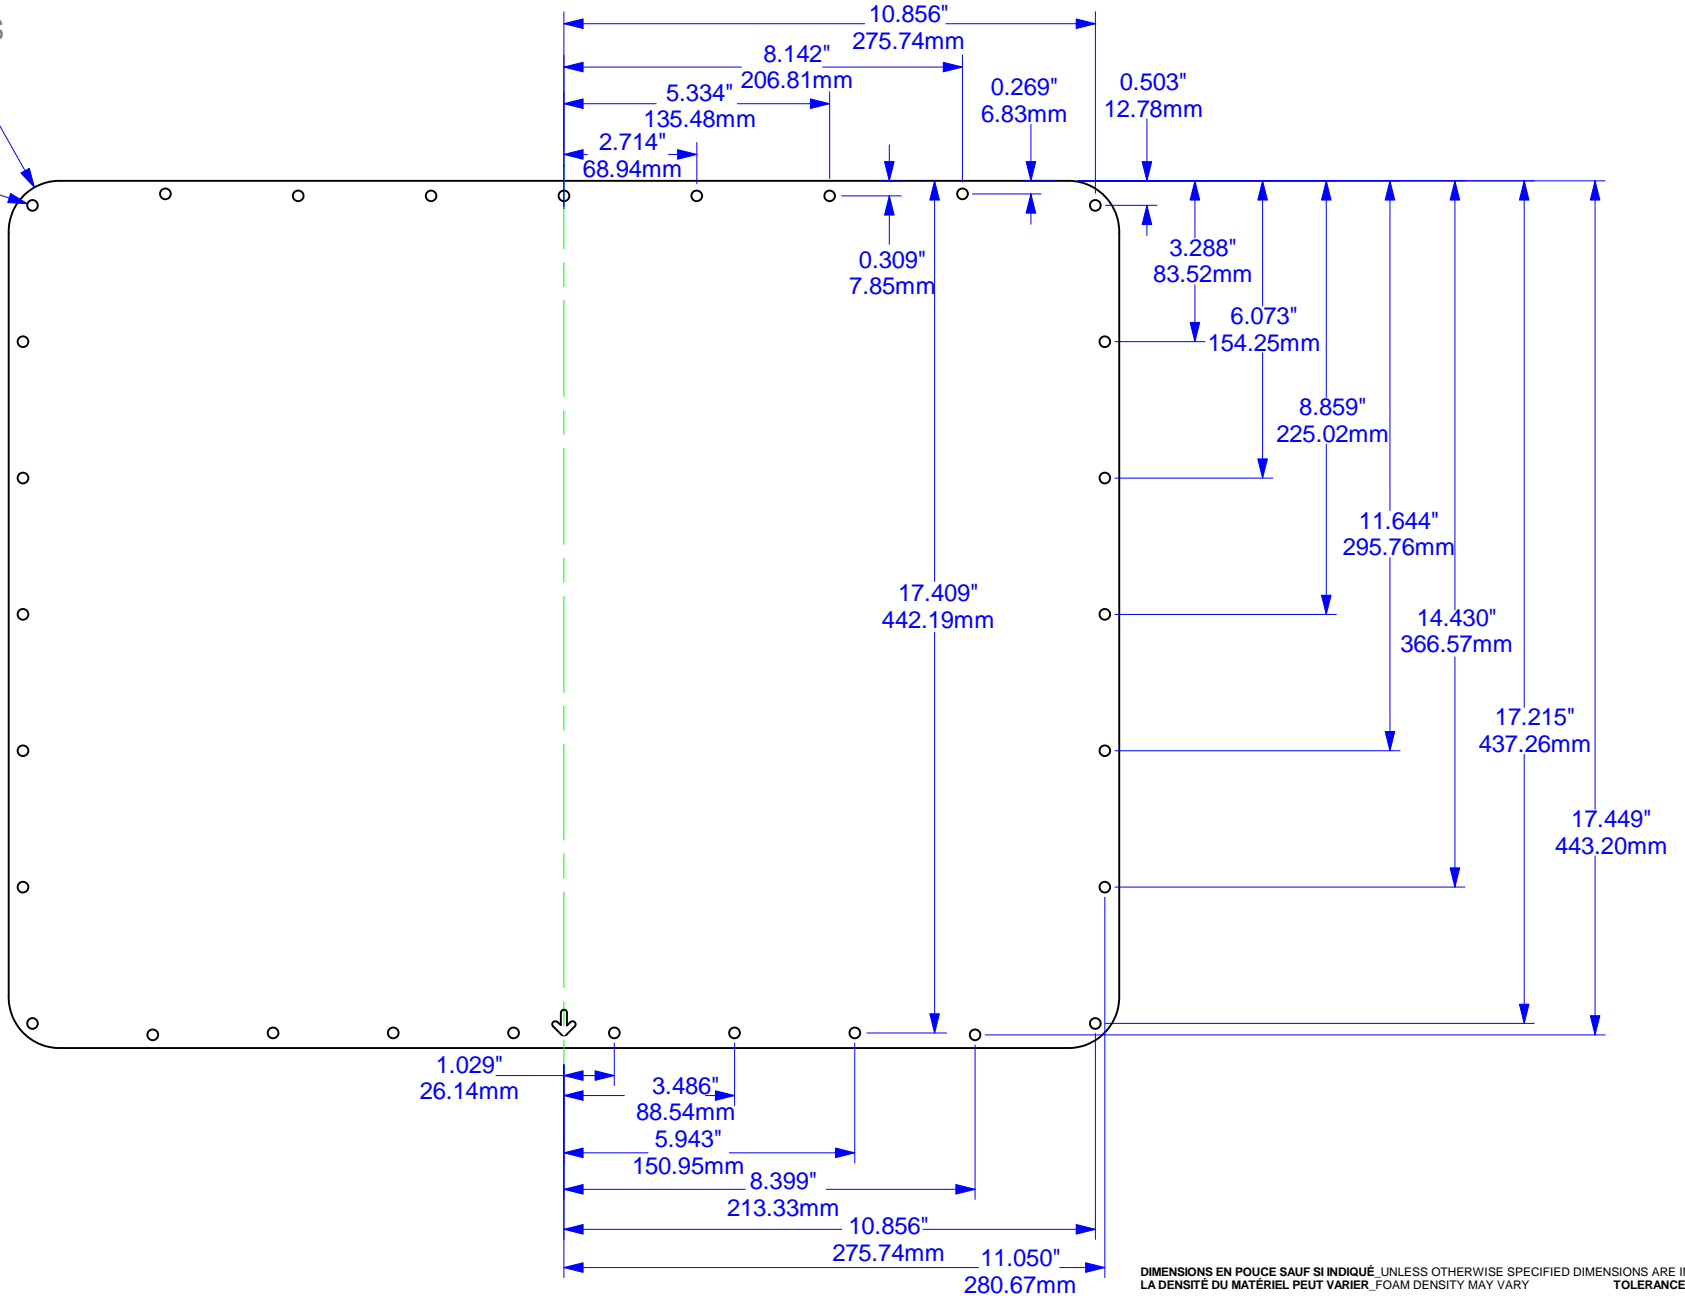 S
10.856"
275.74mm
8.142"
206.81mm
5.334"
135.48mm
2.714"
68.94mm
0.269"
6.83mm
0.503"
12.78mm
0.309"
7.85mm
3.288"
83.52mm
6.073"
154.25mm
8.859"
225.02mm
11.644"
295.76mm
17.409"
442.19mm
14.430"
366.57mm
17.215"
437.26mm
17.449"
443.20mm
1.029"
26.14mm
3.486"
88.54mm
5.943"
150.95mm
8.399"
213.33mm
10.856"
275.74mm
11.050"
280.67mm
DIMENSIONS EN POUCE SAUF SI INDIQUÉ_UNLESS OTHERWISE SPECIFIED DIMENSIONS ARE
LA DENSITÉ DU MATÉRIEL PEUT VARIER_FOAM DENSITY MAY VARY TOLERANCE